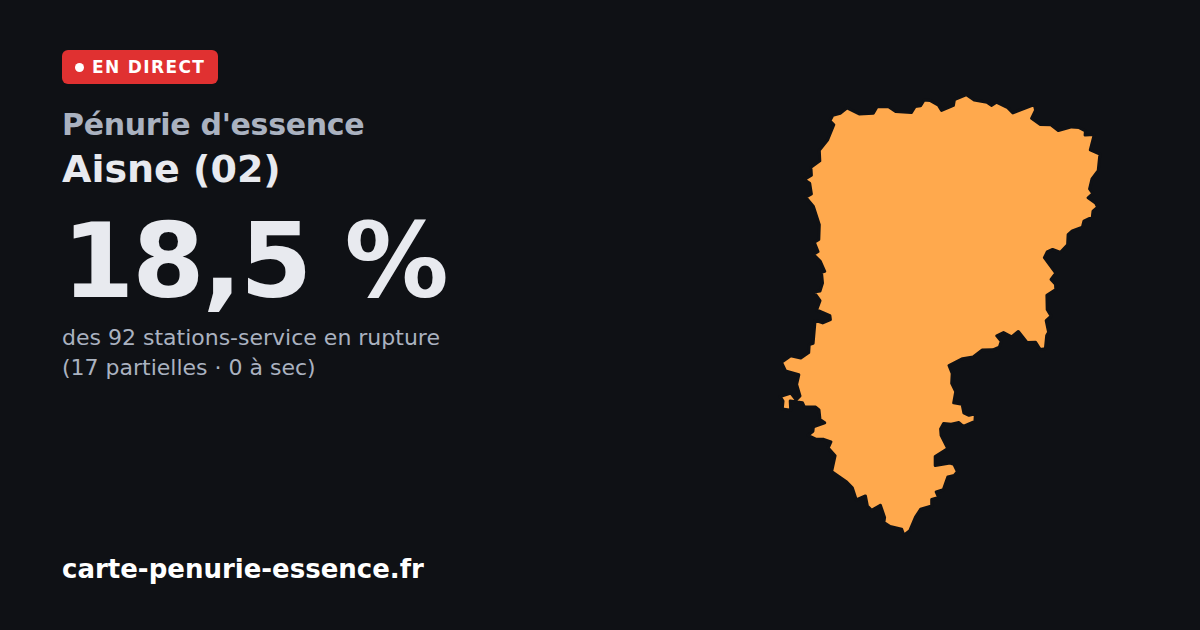 EN DIRECT
Pénurie d'essence
Aisne (02)
18,5 %
des 92 stations-service en rupture
(17 partielles · 0 à sec)
carte-penurie-essence.fr